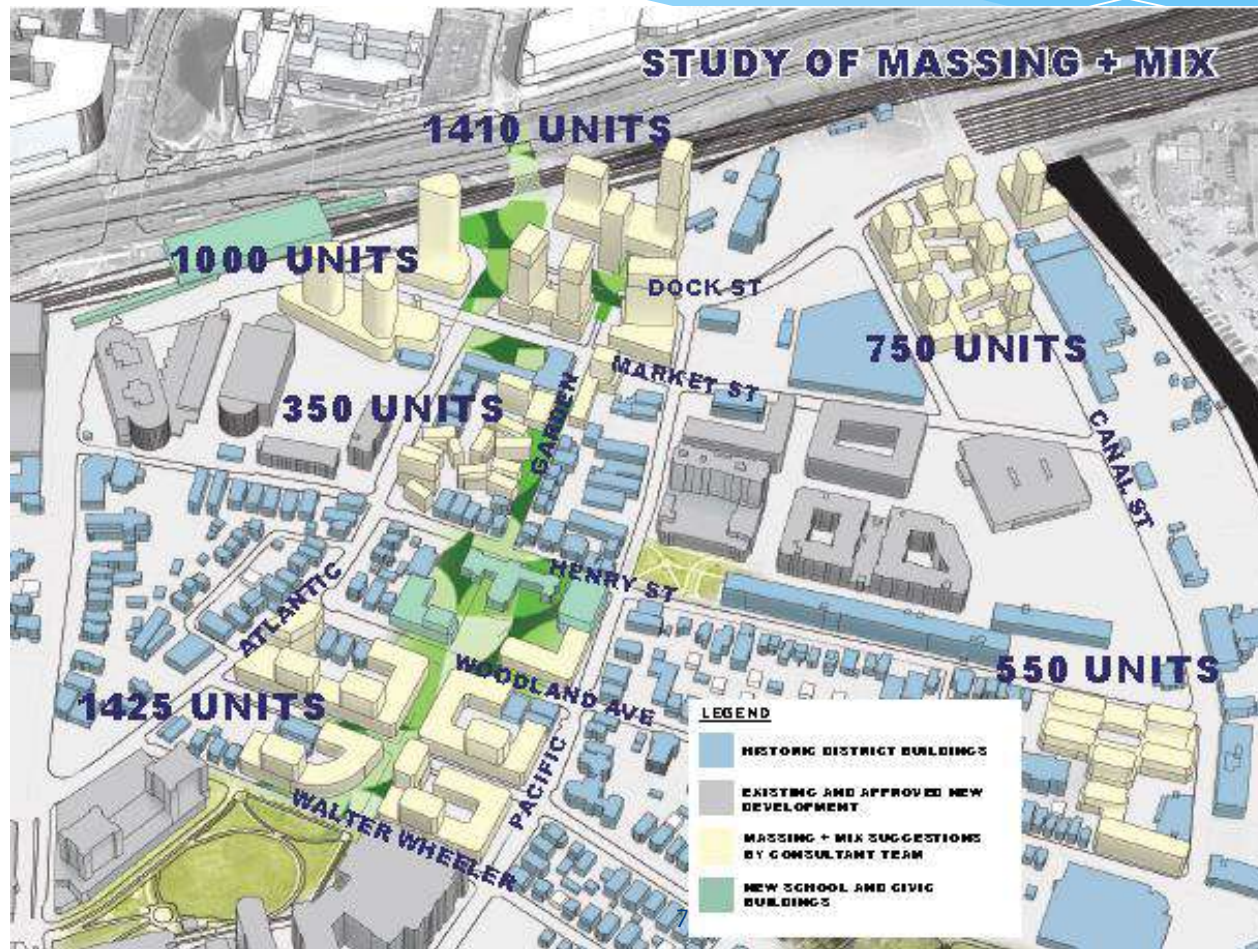 STUDY OF MASSING + MIX
1410 UNITS
1000 UNITS
DOCK ST
750 UNITS
MARKET ST
350 UNITS
GARDEN
CANAL ST
HENRY ST
ATLANTIC
WOODLAND AVE
550 UNITS
1425 UNITS
PACIFIC
WALTER WHEELER
LEGEND
HISTORIC DISTRICT BUILDINGS
EXISTING AND APPROVED NEW
DEVELOPMENT
MASSING + MIX SUGGESTIONS
BY CONSULTANT TEAM
NEW SCHOOL AND CIVIC
BUILDINGS
7